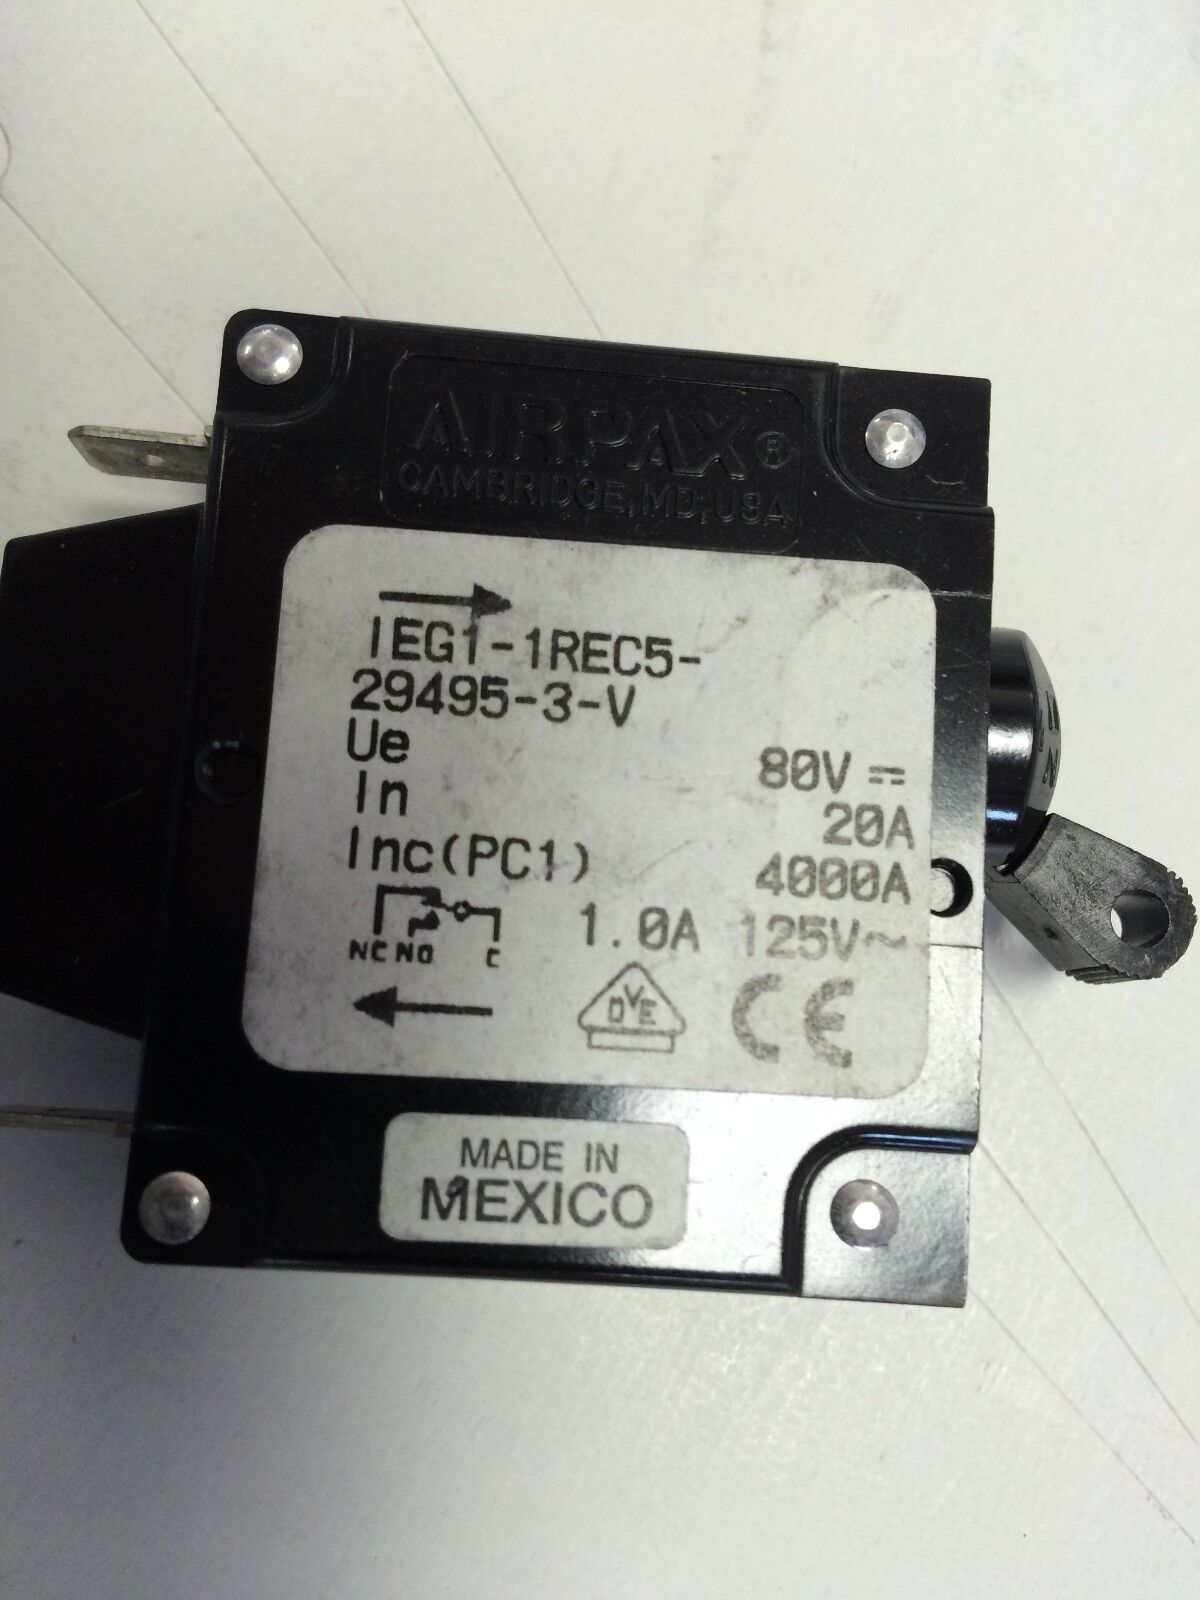 AIRPAX®
CAMBRIDGE, MD, USA
IEG1-1REC5-
29495-3-V
Ue 80V ⎓
In 20A
Inc(PC1) 4000A
NC NO C 1.0A 125V~
DVE CE
MADE IN
MEXICO